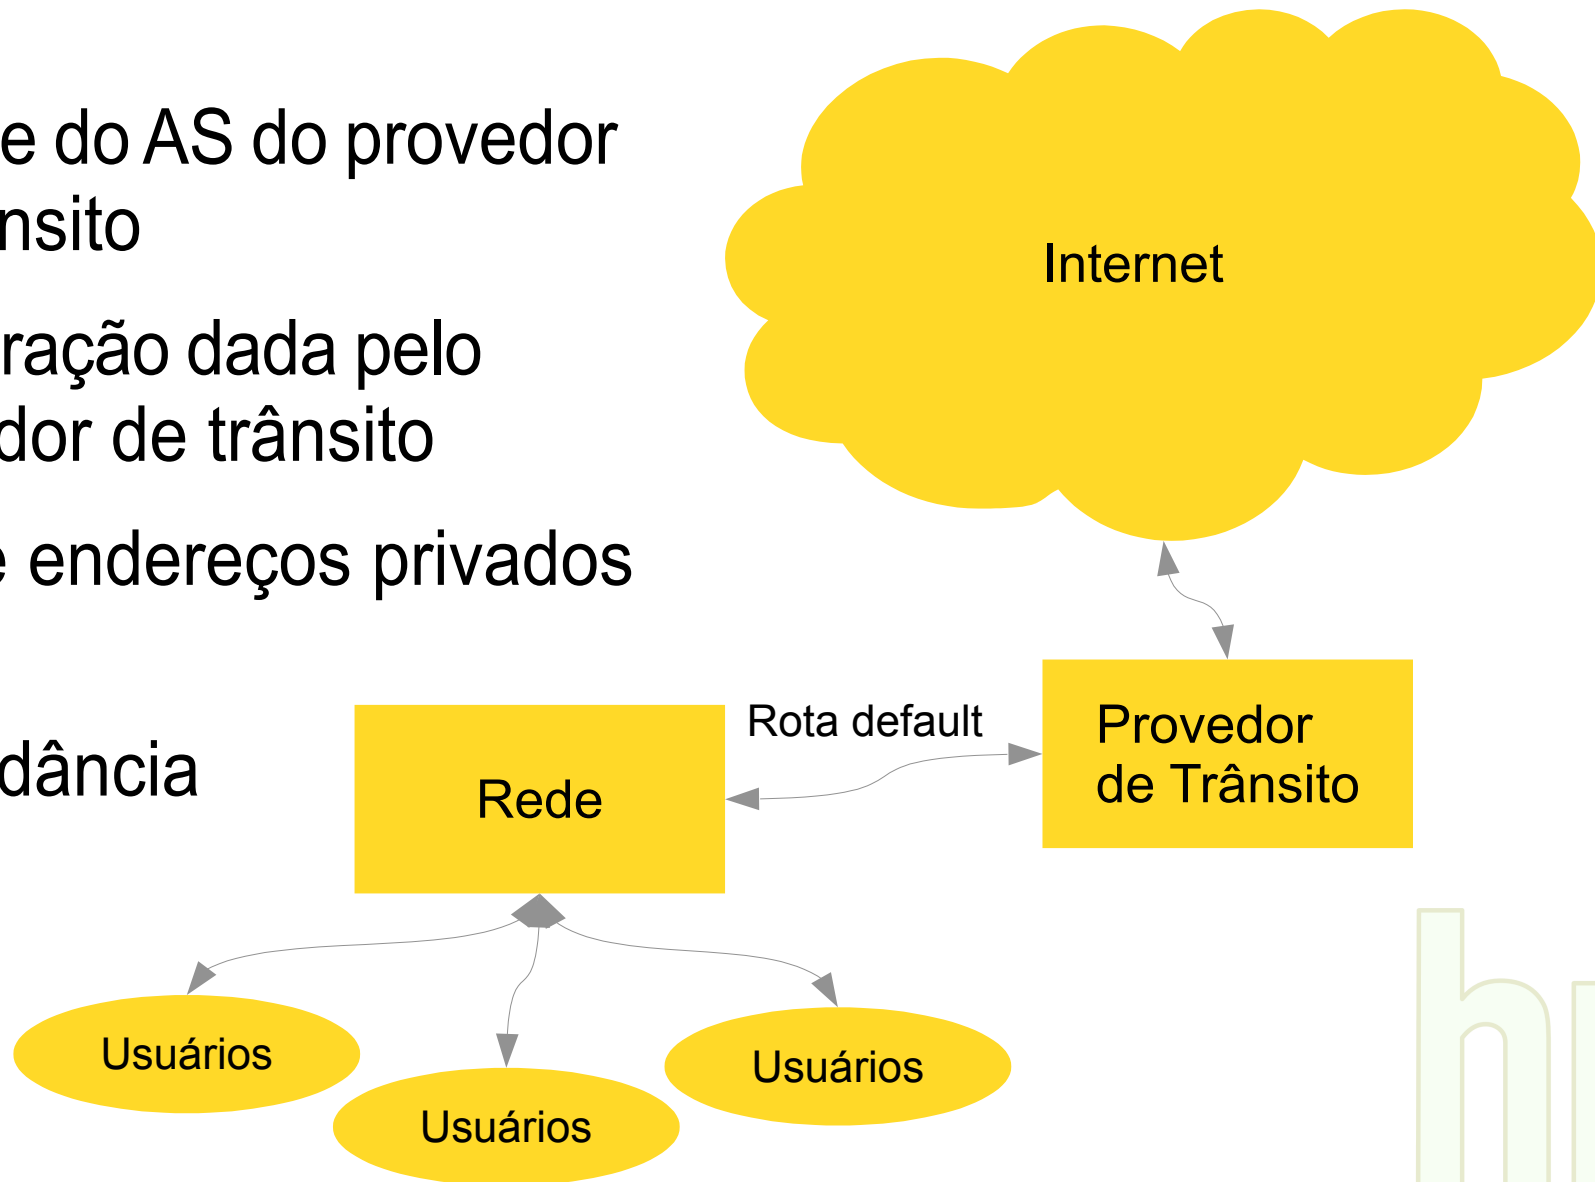 e do AS do provedor
nsito
ração dada pelo
dor de trânsito
e endereços privados
dância
Internet
Rota default
Provedor
de Trânsito
Rede
Usuários
Usuários
Usuários